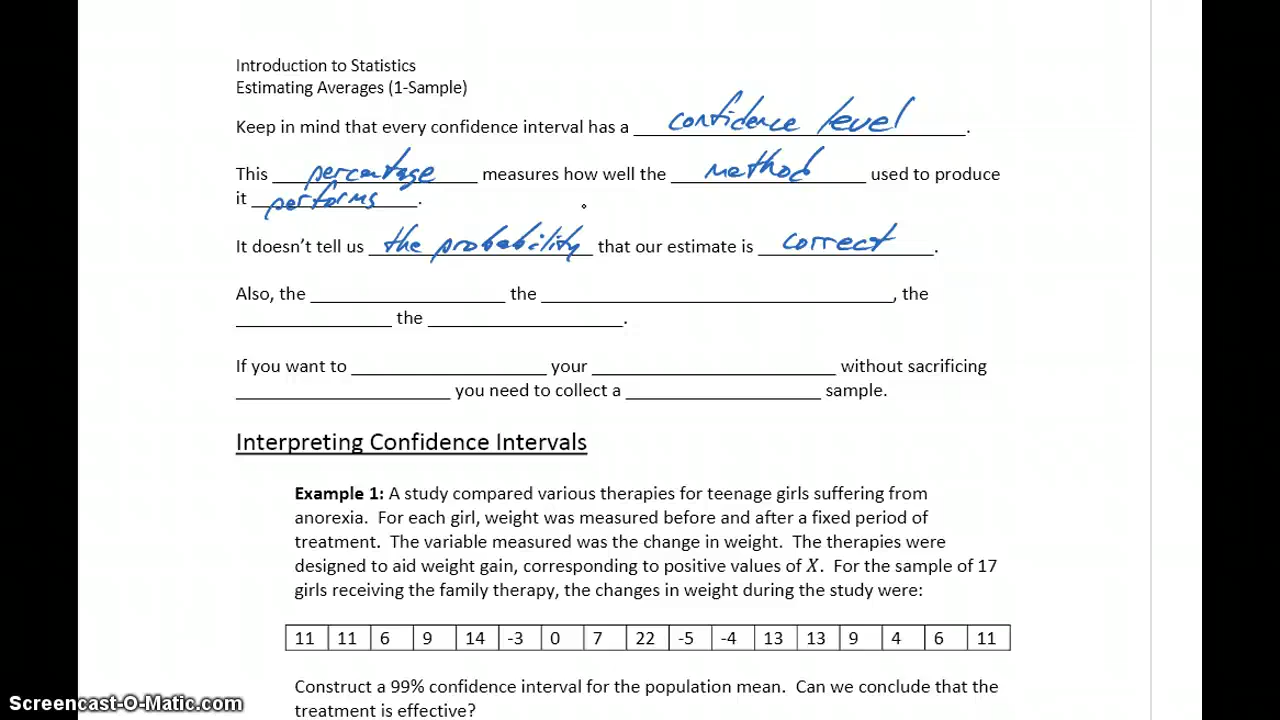 Introduction to Statistics
Estimating Averages (1-Sample)
Keep in mind that every confidence interval has a confidence level.
This percentage measures how well the method used to produce
it performs.
It doesn't tell us the probability that our estimate is correct.
Also, the ____________ the ____________, the
____________ the ____________.
If you want to ____________ your ____________ without sacrificing
____________ you need to collect a ____________ sample.
Interpreting Confidence Intervals
Example 1: A study compared various therapies for teenage girls suffering from
anorexia. For each girl, weight was measured before and after a fixed period of
treatment. The variable measured was the change in weight. The therapies were
designed to aid weight gain, corresponding to positive values of X. For the sample of 17
girls receiving the family therapy, the changes in weight during the study were:
11 11 6 9 14 -3 0 7 22 -5 -4 13 13 9 4 6 11
Construct a 99% confidence interval for the population mean. Can we conclude that the
treatment is effective?
Screencast-O-Matic.com